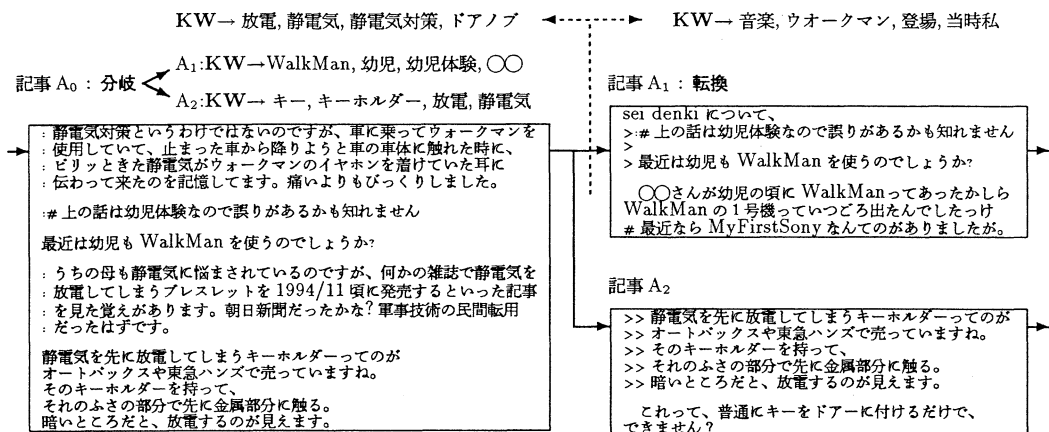 KW→ 放電, 静電気, 静電気対策, ドアノブ
KW→ 音楽, ウオークマン, 登場, 当時私
記事 A0 : 分岐
A1:KW→WalkMan, 幼児, 幼児体験, ○○
A2:KW→ キー, キーホルダー, 放電, 静電気
: 静電気対策というわけではないのですが、車に乗ってウォークマンを
: 使用していて、止まった車から降りようと車の車体に触れた時に、
: ビリッときた静電気がウォークマンのイヤホンを着けていた耳に
: 伝わって来たのを記憶してます。痛いよりもびっくりしました。
:# 上の話は幼児体験なので誤りがあるかも知れません
最近は幼児も WalkMan を使うのでしょうか?
: うちの母も静電気に悩まされているのですが、何かの雑誌で静電気を
: 放電してしまうブレスレットを 1994/11 頃に発売するといった記事
: を見た覚えがあります。朝日新聞だったかな? 軍事技術の民間転用
: だったはずです。
静電気を先に放電してしまうキーホルダーってのが
オートバックスや東急ハンズで売っていますね。
そのキーホルダーを持って、
それのふさの部分で先に金属部分に触る。
暗いところだと、放電するのが見えます。
記事 A1 : 転換
sei denki について、
>:# 上の話は幼児体験なので誤りがあるかも知れません
>
> 最近は幼児も WalkMan を使うのでしょうか?
○○さんが幼児の頃に WalkManってあったかしら
WalkMan の 1 号機っていつごろ出たんでしたっけ
# 最近なら MyFirstSony なんてのがありましたが。
記事 A2
>> 静電気を先に放電してしまうキーホルダーってのが
>> オートバックスや東急ハンズで売っていますね。
>> そのキーホルダーを持って、
>> それのふさの部分で先に金属部分に触る。
>> 暗いところだと、放電するのが見えます。
これって、普通にキーをドアーに付けるだけで、
できません?